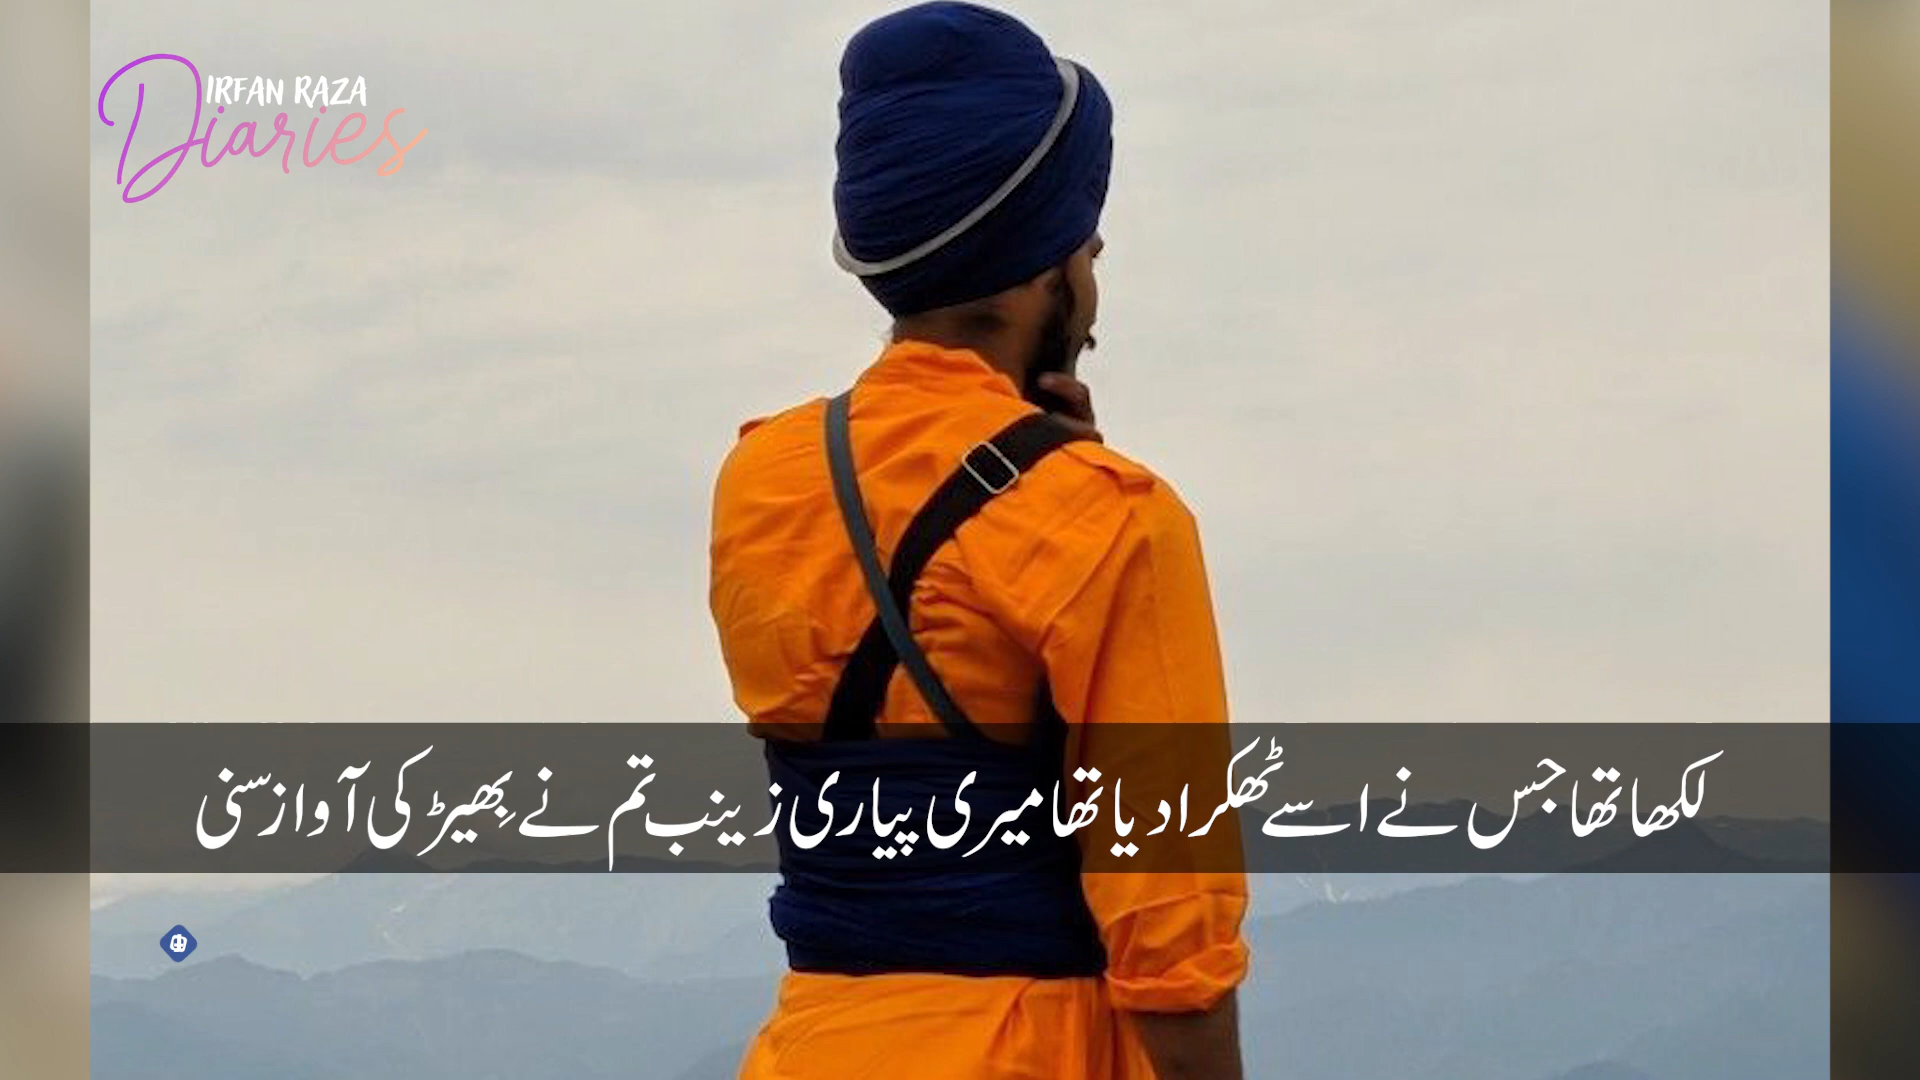 IRFAN RAZA
Diaries
لکھا تھا جس نے اسے ٹھکرا دیا تھا میری پیاری زینب تم نے بِھیڑ کی آواز سنی